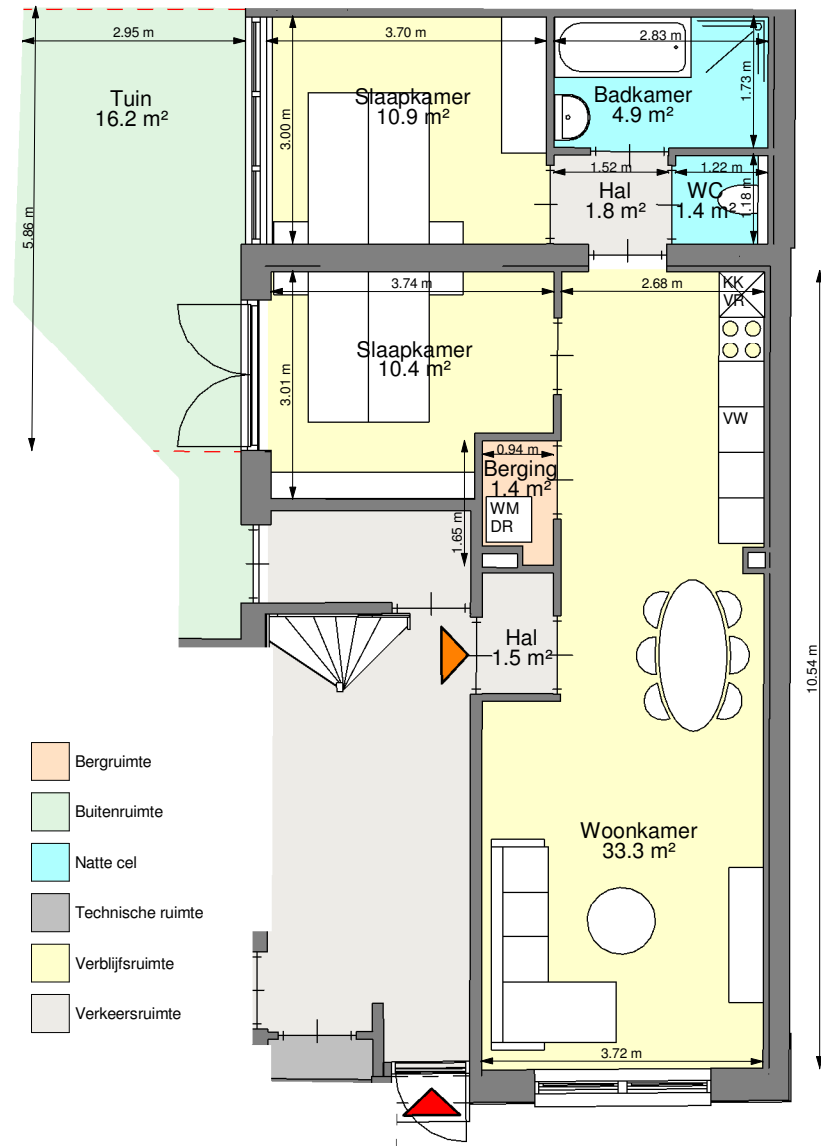 2.95 m
3.70 m
2.83 m
Tuin
16.2 m²
Slaapkamer
10.9 m²
3.00 m
Badkamer
4.9 m²
1.73 m
5.86 m
1.52 m
1.22 m
Hal
1.8 m²
WC
1.4 m²
1.18 m
3.74 m
2.68 m
KK
VR
Slaapkamer
10.4 m²
3.01 m
VW
0.94 m
Berging
1.4 m²
WM
DR
1.65 m
Hal
1.5 m²
10.54 m
Bergruimte
Buitenruimte
Natte cel
Technische ruimte
Verblijfsruimte
Verkeersruimte
Woonkamer
33.3 m²
3.72 m